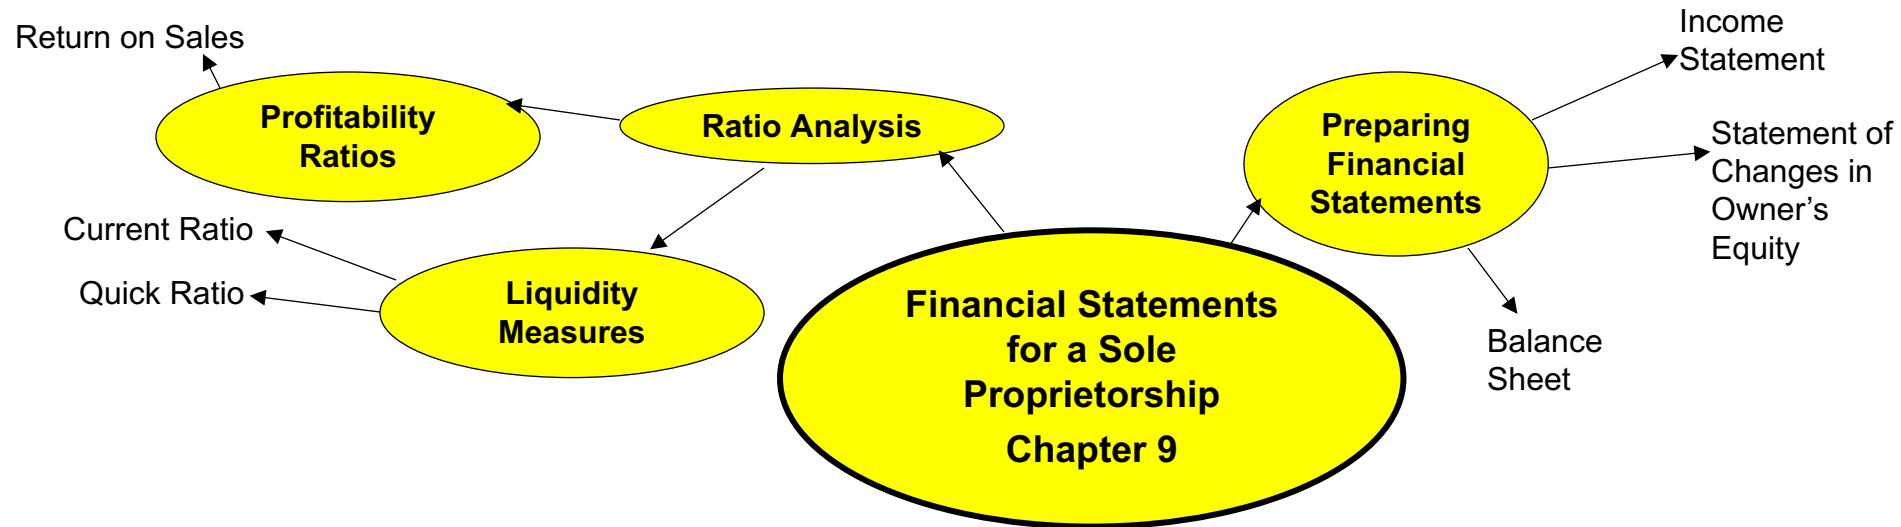 Return on Sales
Profitability
Ratios
Ratio Analysis
Current Ratio
Quick Ratio
Liquidity
Measures
Financial Statements
for a Sole
Proprietorship
Chapter 9
Preparing
Financial
Statements
Income
Statement
Statement of
Changes in
Owner’s
Equity
Balance
Sheet